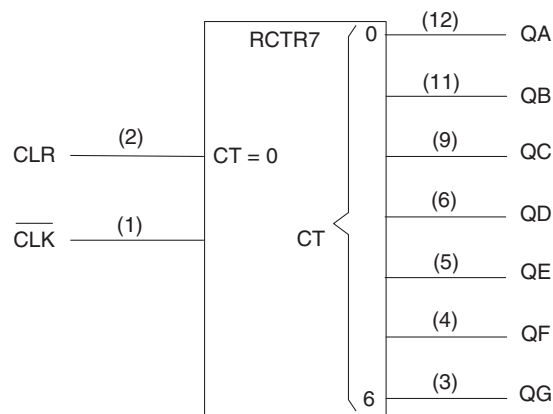 RCTR7
0
(12)
QA
(11)
QB
CLR
(2)
CT = 0
(9)
QC
(6)
QD
CLK
(1)
CT
(5)
QE
(4)
QF
6
(3)
QG